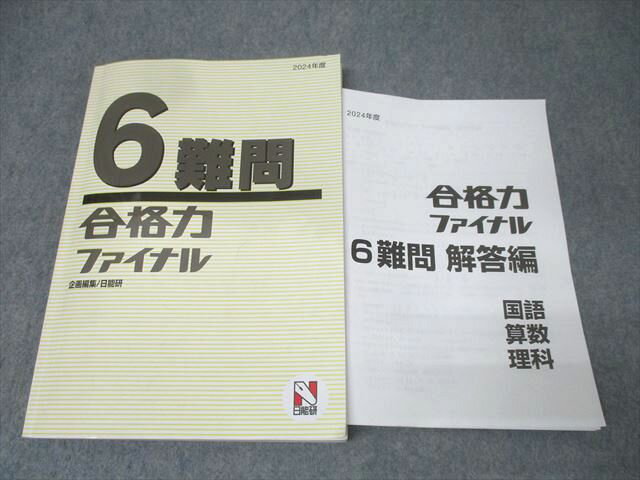 2024年度
6難問
合格力
ファイナル
企画編集/日能研
N
日能研
2024年度
合格力
ファイナル
6難問 解答編
国語
算数
理科